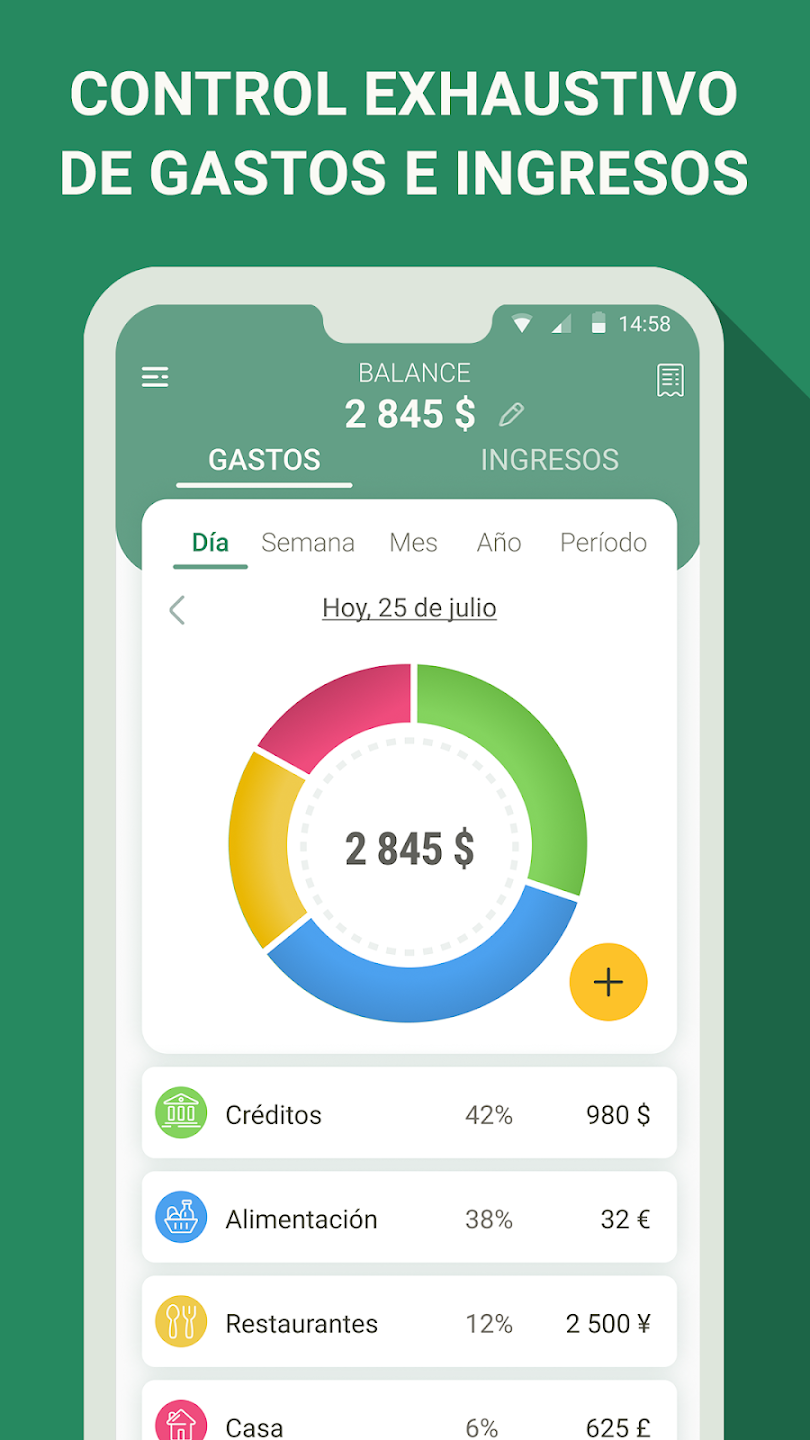 CONTROL EXHAUSTIVO
DE GASTOS E INGRESOS
14:58
BALANCE
2 845 $
GASTOS INGRESOS
Día Semana Mes Año Período
Hoy, 25 de julio
2 845 $
Créditos 42% 980 $
Alimentación 38% 32 €
Restaurantes 12% 2 500 ¥
Casa 6% 625 £